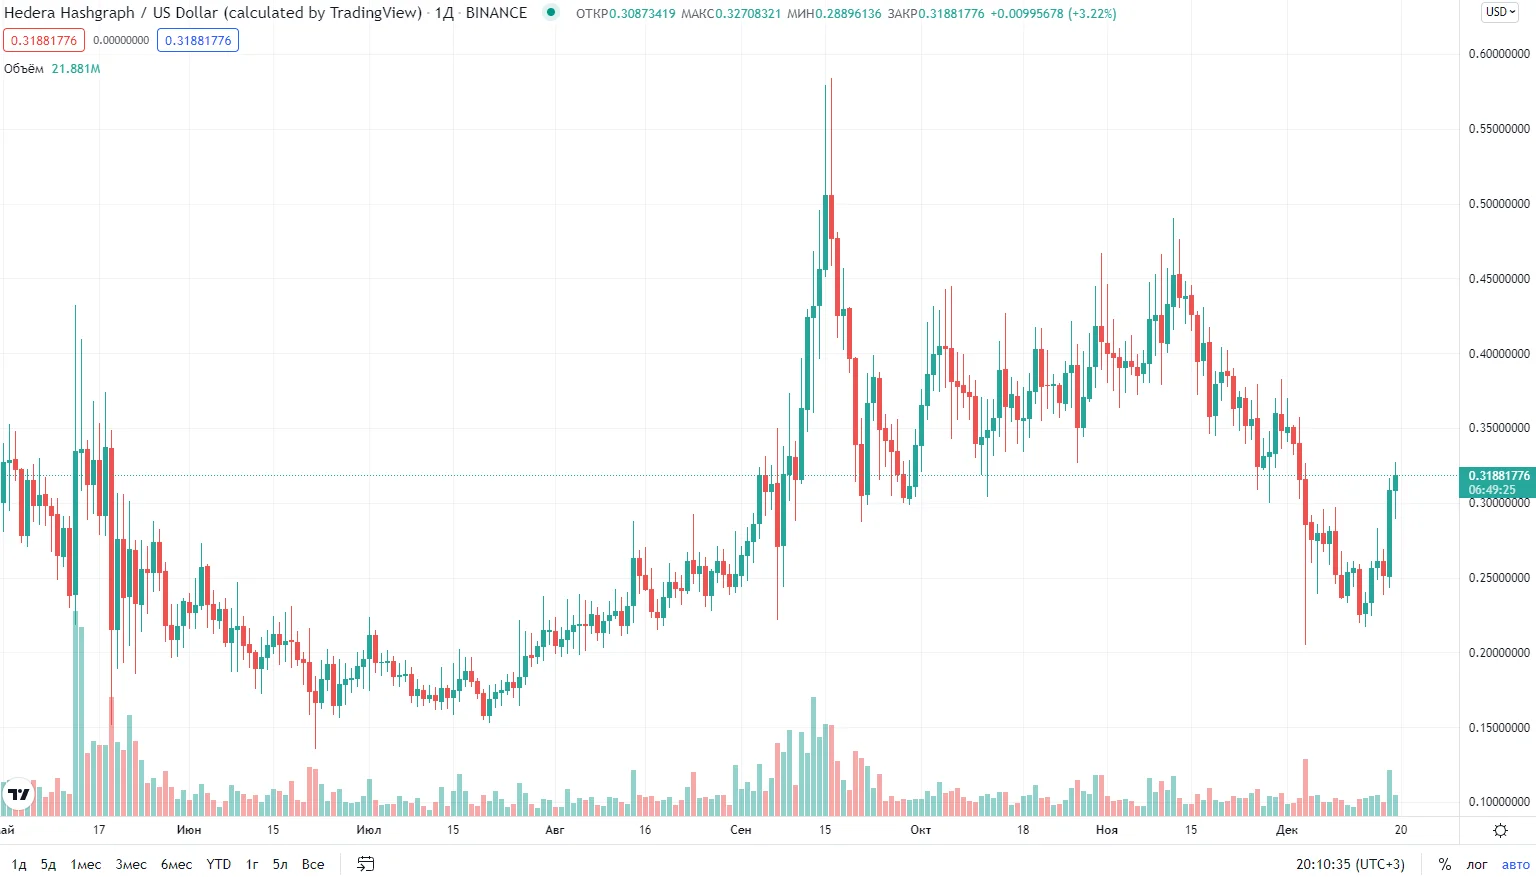 Hedera Hashgraph / US Dollar (calculated by TradingView) · 1Д · BINANCE ОТКР0.30873419 МАКС0.32708321 МИН0.28896136 ЗАКР0.31881776 +0.00995678 (+3.22%)
USD
0.31881776 0.00000000 0.31881776
Объём 21.881M
0.60000000
0.55000000
0.50000000
0.45000000
0.40000000
0.35000000
0.31881776
06:49:25
0.30000000
0.25000000
0.20000000
0.15000000
0.10000000
ай 17 Июн 15 Июл 15 Авг 16 Сен 15 Окт 18 Ноя 15 Дек 20
1д 5д 1мес 3мес 6мес YTD 1г 5л Все 20:10:35 (UTC+3) % лог авто